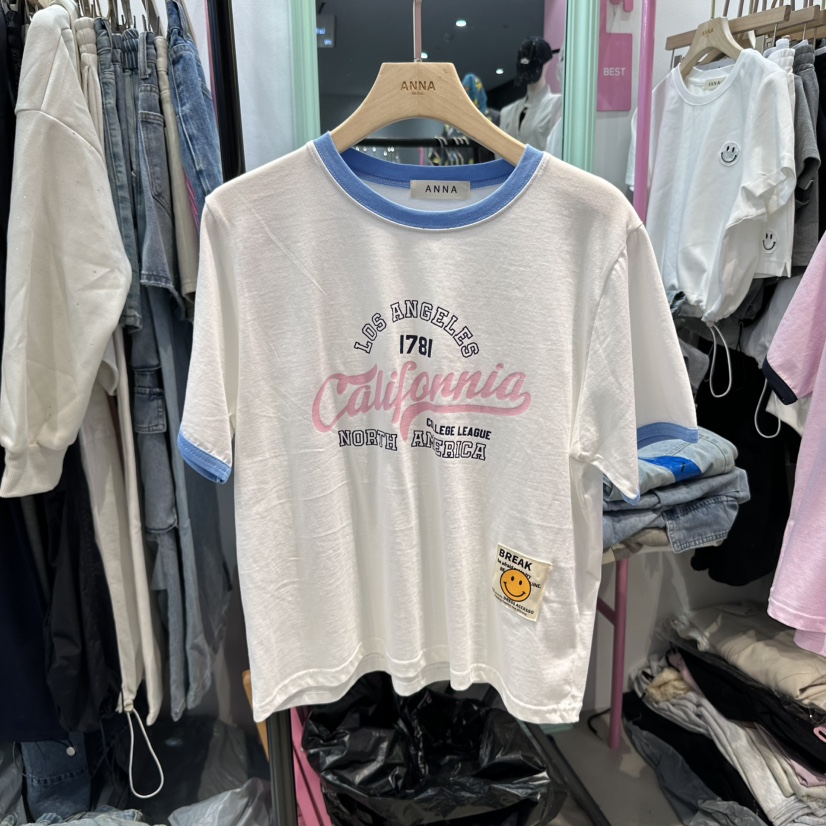 ANNA
BEST
ANNA
LOS ANGELES
1781
California
COLLEGE LEAGUE
NORTH AMERICA
BREAK